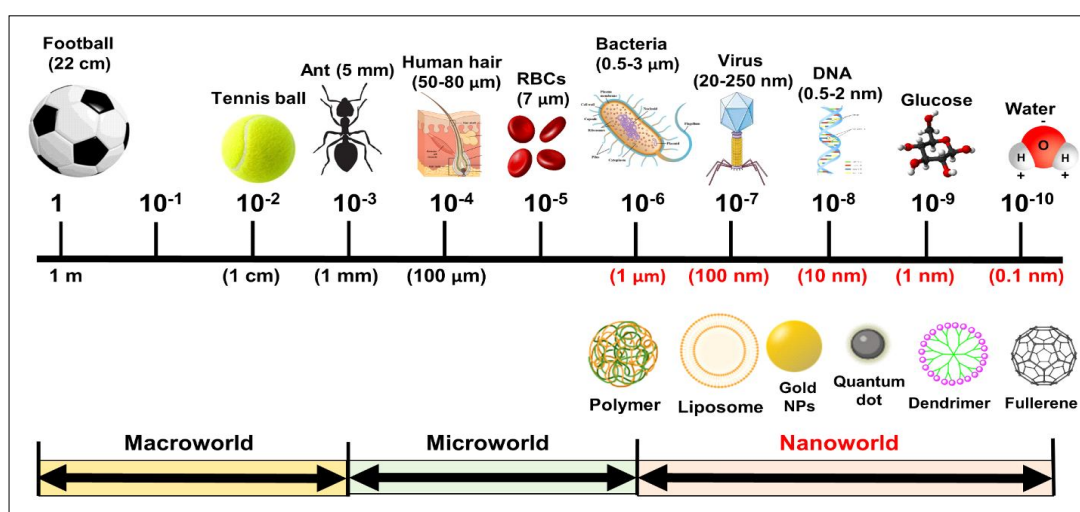 Football
(22 cm)
Tennis ball
Ant (5 mm)
Human hair
(50-80 µm)
RBCs
(7 µm)
Bacteria
(0.5-3 µm)
Virus
(20-250 nm)
DNA
(0.5-2 nm)
Glucose
Water
-
O
H
H
+
+
1
10-1
10-2
10-3
10-4
10-5
10-6
10-7
10-8
10-9
10-10
1 m
(1 cm)
(1 mm)
(100 µm)
(1 µm)
(100 nm)
(10 nm)
(1 nm)
(0.1 nm)
Polymer
Liposome
Gold
NPs
Quantum
dot
Dendrimer
Fullerene
Macroworld
Microworld
Nanoworld